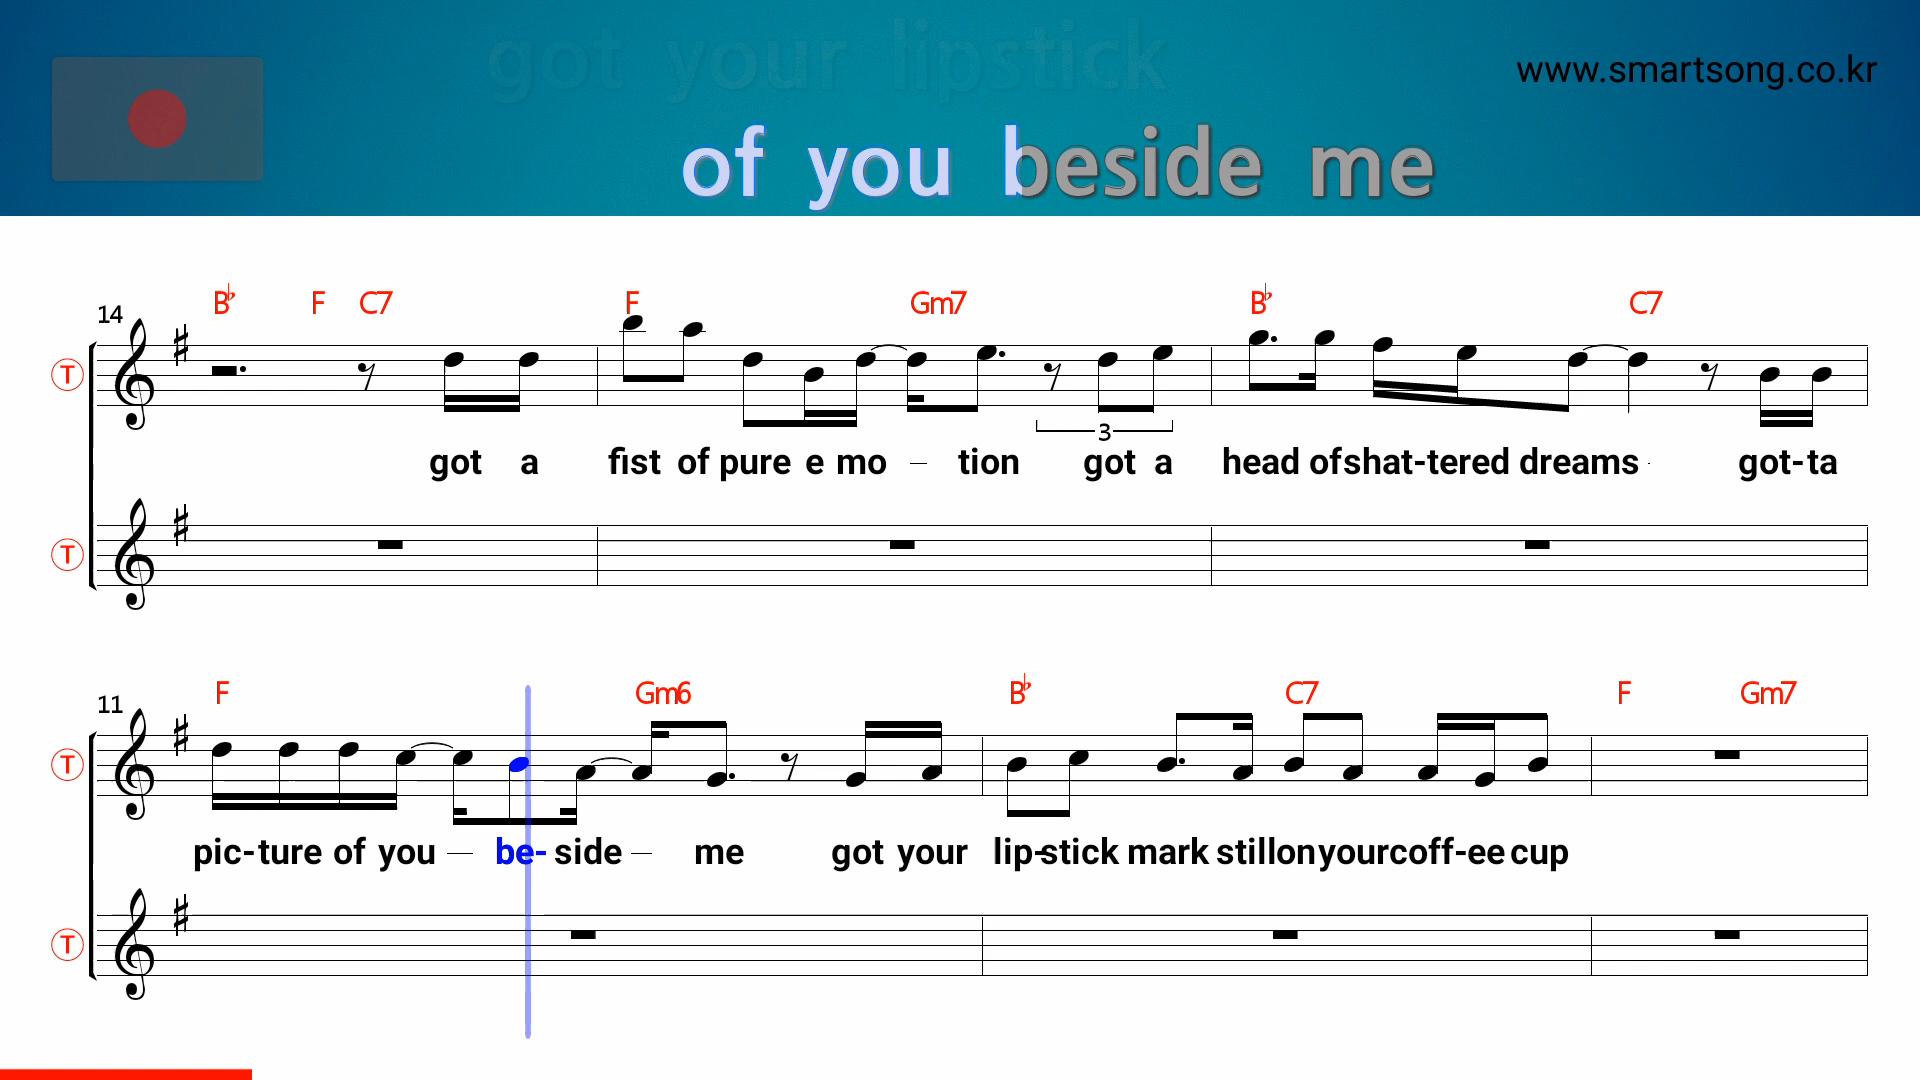 got your lipstick
www.smartsong.co.kr
of you beside me
14 B♭ F C7 F Gm7 B♭ C7
T
3
got a fist of pure e mo – tion got a head of shat-tered dreams - got-ta
T
11 F Gm6 B♭ C7 F Gm7
T
pic-ture of you — be- side — me got your lip-stick mark still on your coff-ee cup
T